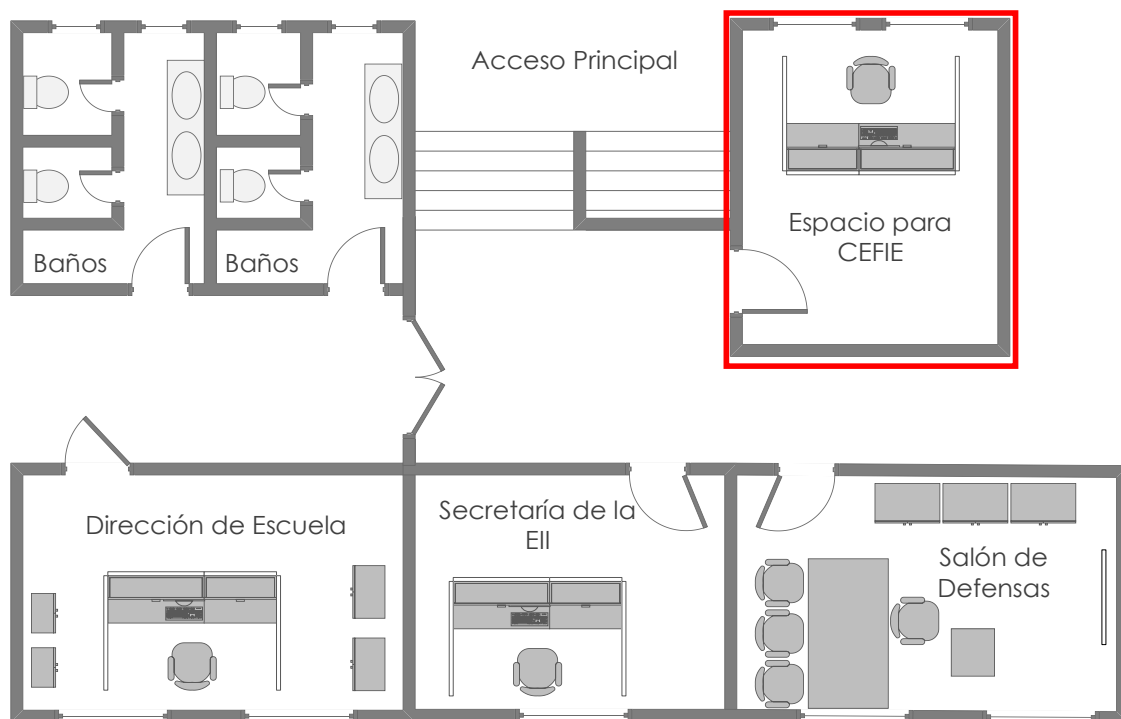 Acceso Principal
Espacio para
CEFIE
Baños
Baños
Dirección de Escuela
Secretaría de la
EII
Salón de
Defensas